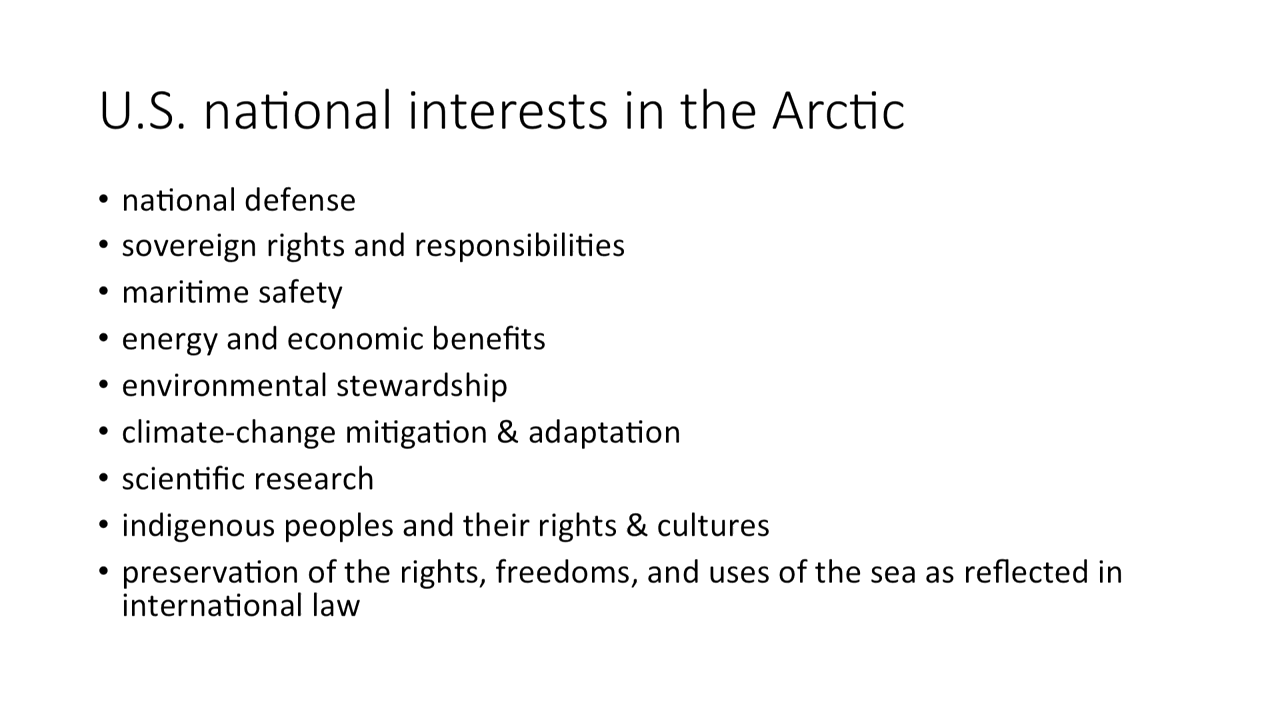 U.S. national interests in the Arctic
• national defense
• sovereign rights and responsibilities
• maritime safety
• energy and economic benefits
• environmental stewardship
• climate-change mitigation & adaptation
• scientific research
• indigenous peoples and their rights & cultures
• preservation of the rights, freedoms, and uses of the sea as reflected in
international law